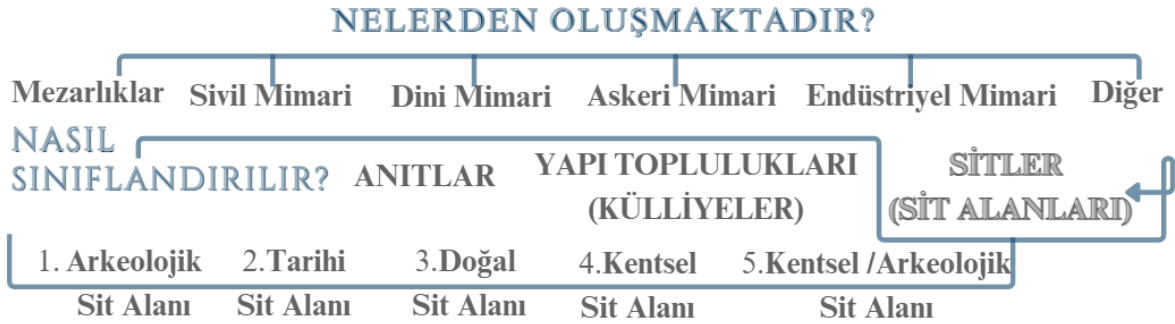 NELERDEN OLUŞMAKTADIR?
Mezarlıklar Sivil Mimari Dini Mimari Askeri Mimari Endüstriyel Mimari Diğer
NASIL
SINIFLANDIRILIR?
ANITLAR
YAPI TOPLULUKLARI
(KÜLLİYELER)
SİTLER
(SİT ALANLARI)
1. Arkeolojik
Sit Alanı
2.Tarihi
Sit Alanı
3.Doğal
Sit Alanı
4.Kentsel
Sit Alanı
5.Kentsel /Arkeolojik
Sit Alanı